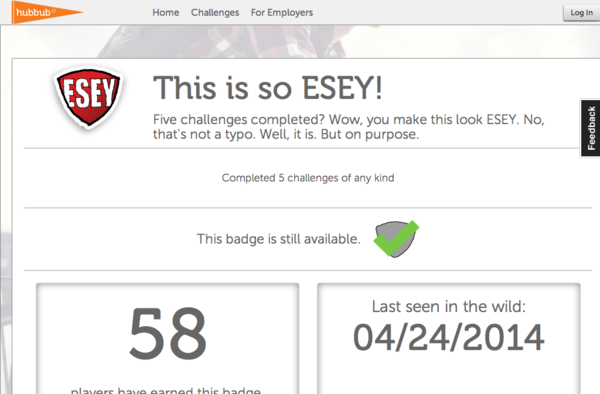 hubbub
Home Challenges For Employers
Log In
ESEY
This is so ESEY!
Five challenges completed? Wow, you make this look ESEY. No,
that's not a typo. Well, it is. But on purpose.
Feedback
Completed 5 challenges of any kind
This badge is still available.
58
players have earned this badge
Last seen in the wild:
04/24/2014